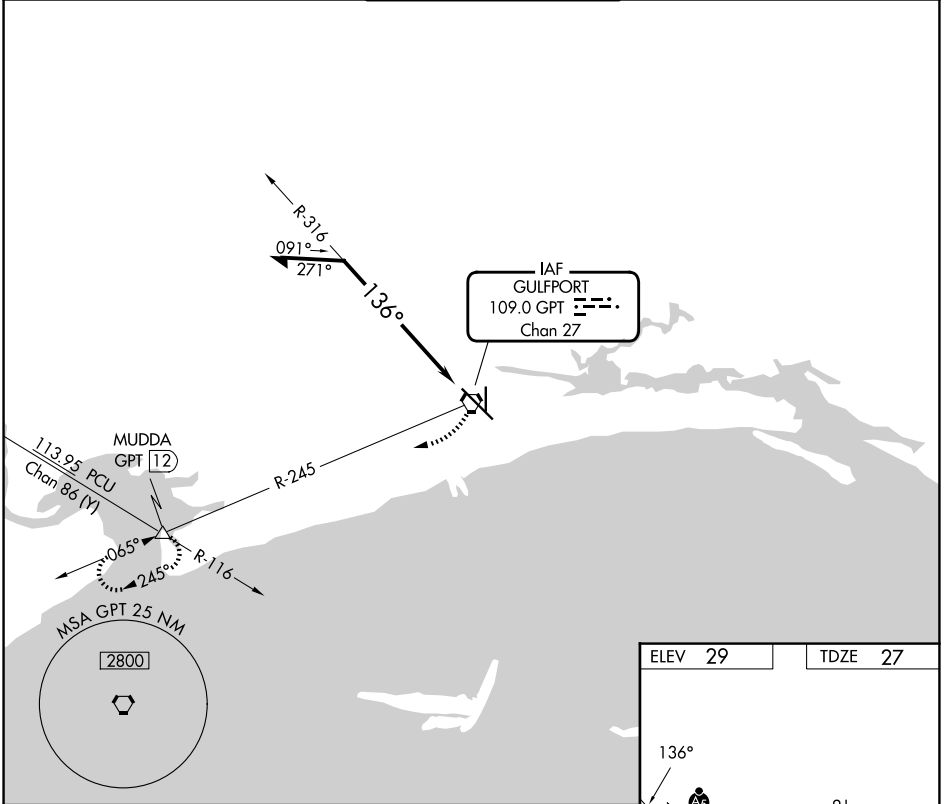 R-316
091°
271°
136°
IAF
GULFPORT
109.0 GPT
Chan 27
MUDDA
GPT 12
113.95 PCU
Chan 86 (Y)
R-245
065°
245°
R-116
MSA GPT 25 NM
2800
ELEV 29
TDZE 27
136°